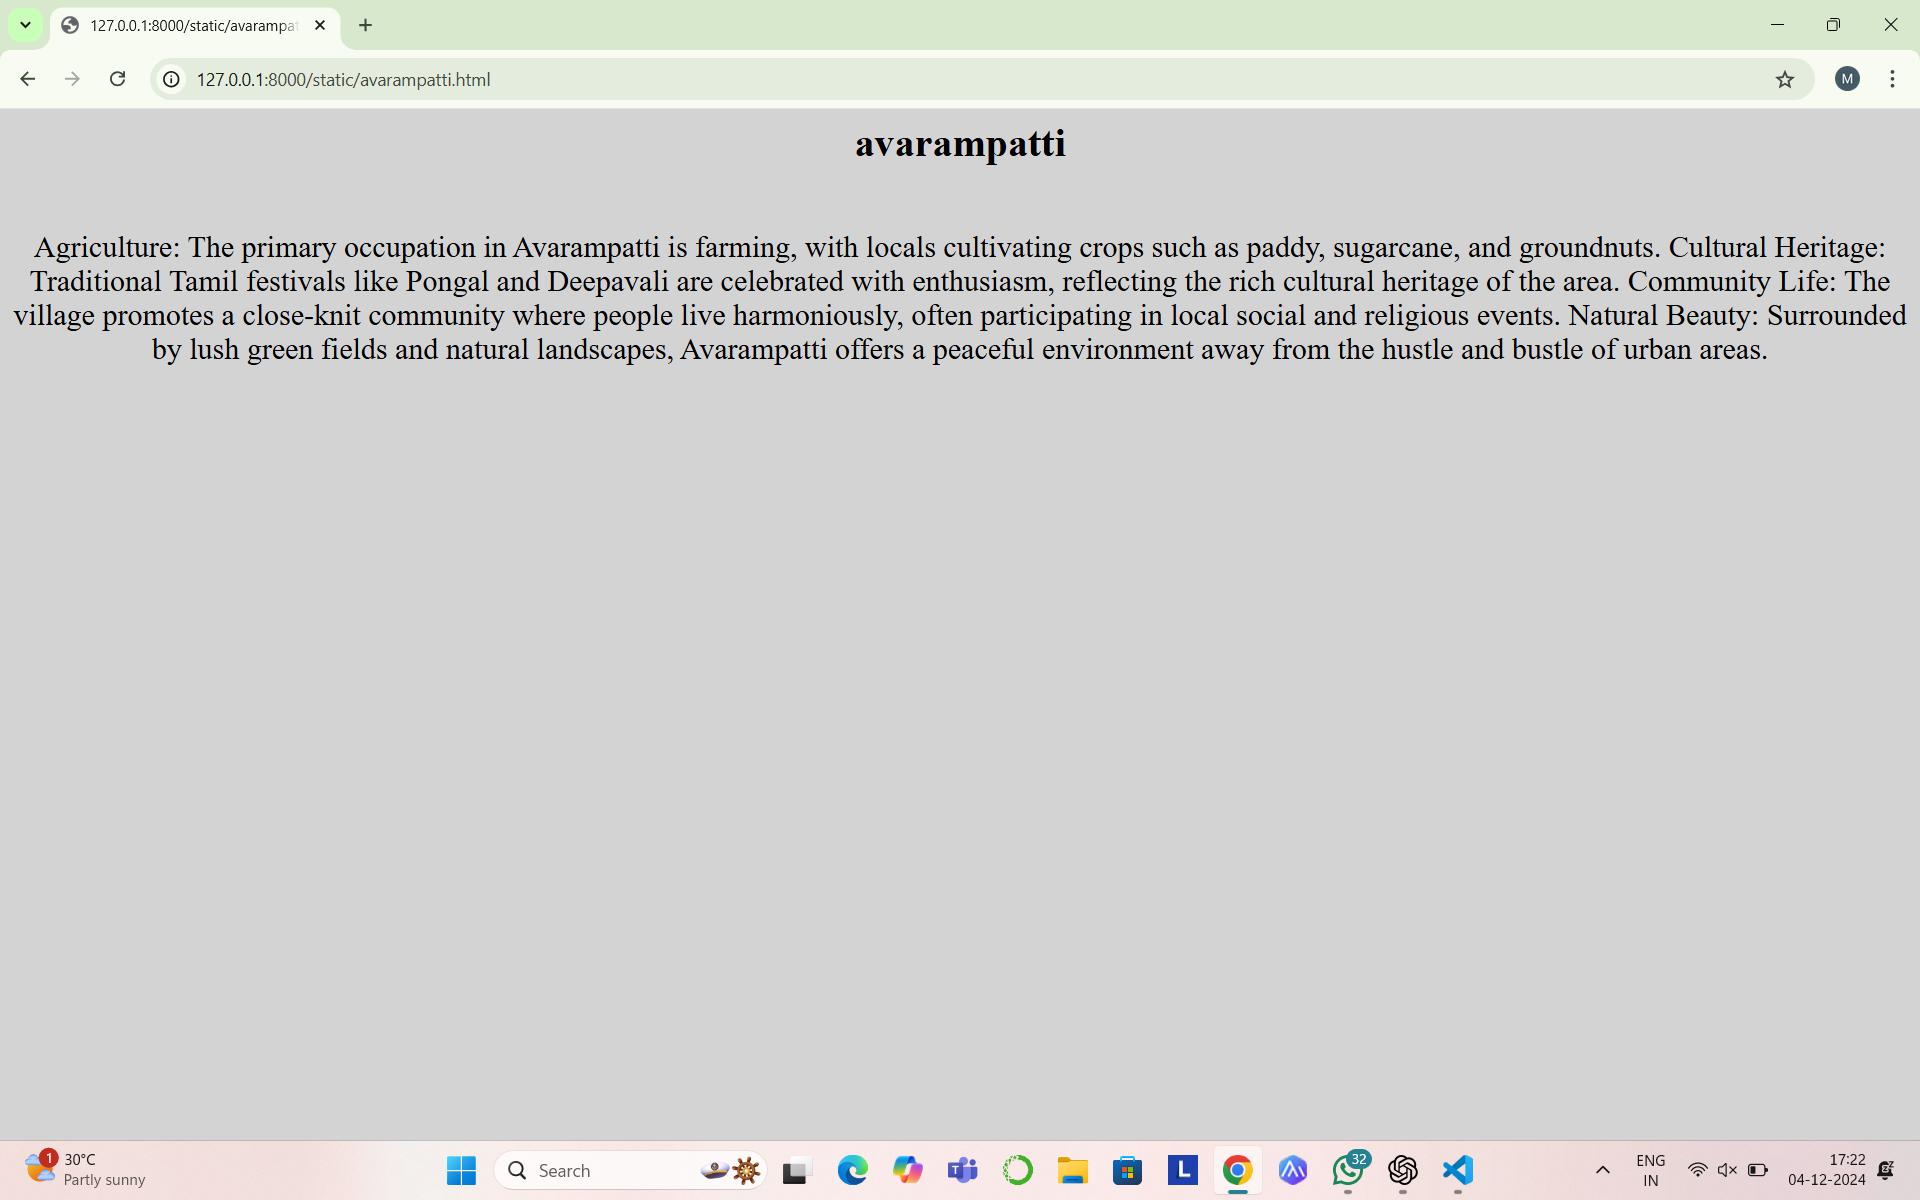 127.0.0.1:8000/static/avarampat
127.0.0.1:8000/static/avarampatti.html
M
avarampatti
Agriculture: The primary occupation in Avarampatti is farming, with locals cultivating crops such as paddy, sugarcane, and groundnuts. Cultural Heritage:
Traditional Tamil festivals like Pongal and Deepavali are celebrated with enthusiasm, reflecting the rich cultural heritage of the area. Community Life: The
village promotes a close-knit community where people live harmoniously, often participating in local social and religious events. Natural Beauty: Surrounded
by lush green fields and natural landscapes, Avarampatti offers a peaceful environment away from the hustle and bustle of urban areas.
1
30°C
Partly sunny
Search
L
32
ENG
IN
17:22
04-12-2024